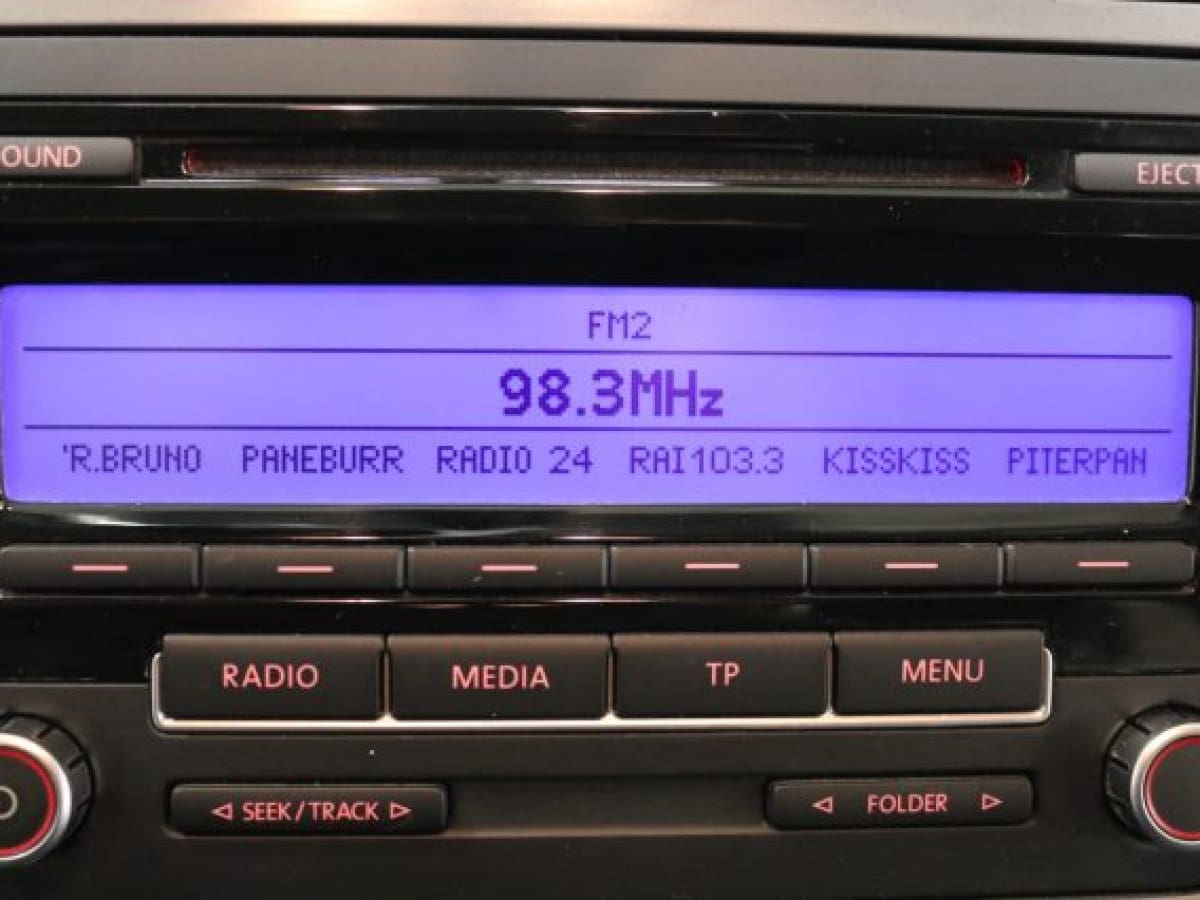 OUND
EJECT
FM2
98.3MHz
'R.BRUNO PANEBURR RADIO 24 RAI103.3 KISSKISS PITERPAN
RADIO MEDIA TP MENU
SEEK/TRACK FOLDER